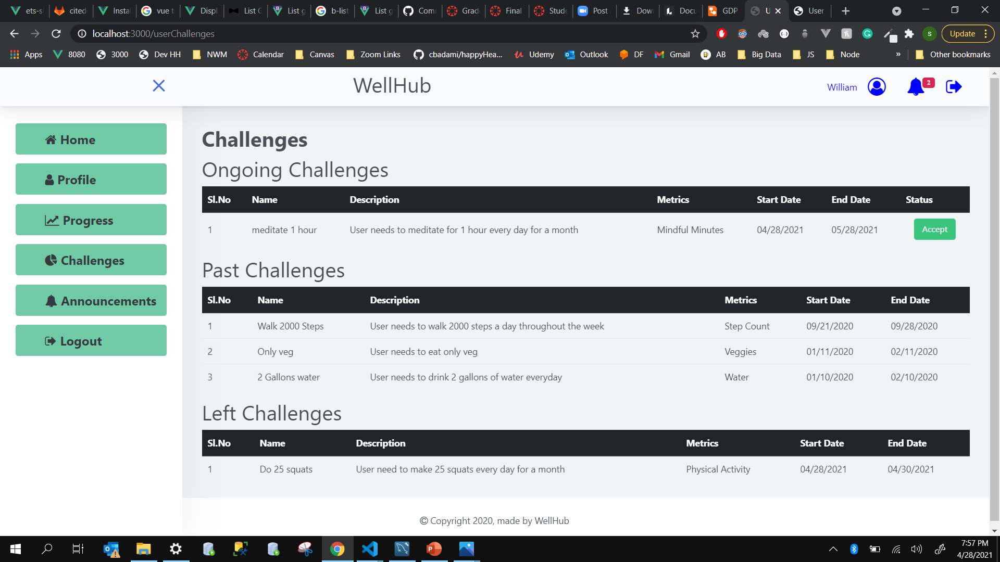 ets-sl
cited
Instal
vue t
Displ
List G
List g
b-list
List g
Com
Grad
Final
Stude
Post
Dow
Docu
GDP
U
User
localhost:3000/userChallenges
S
Update
Apps
8080
3000
Dev HH
NWM
Calendar
Canvas
Zoom Links
cbadami/happyHea...
Udemy
Outlook
DF
Gmail
AB
Big Data
JS
Node
»
Other bookmarks
WellHub
William
2
Home
Profile
Progress
Challenges
Announcements
Logout
Challenges
Ongoing Challenges
Sl.No Name Description Metrics Start Date End Date Status
1 meditate 1 hour User needs to meditate for 1 hour every day for a month Mindful Minutes 04/28/2021 05/28/2021 Accept
Past Challenges
Sl.No Name Description Metrics Start Date End Date
1 Walk 2000 Steps User needs to walk 2000 steps a day throughout the week Step Count 09/21/2020 09/28/2020
2 Only veg User needs to eat only veg Veggies 01/11/2020 02/11/2020
3 2 Gallons water User needs to drink 2 gallons of water everyday Water 01/10/2020 02/10/2020
Left Challenges
Sl.No Name Description Metrics Start Date End Date
1 Do 25 squats User need to make 25 squats every day for a month Physical Activity 04/28/2021 04/30/2021
© Copyright 2020, made by WellHub
7:57 PM
4/28/2021